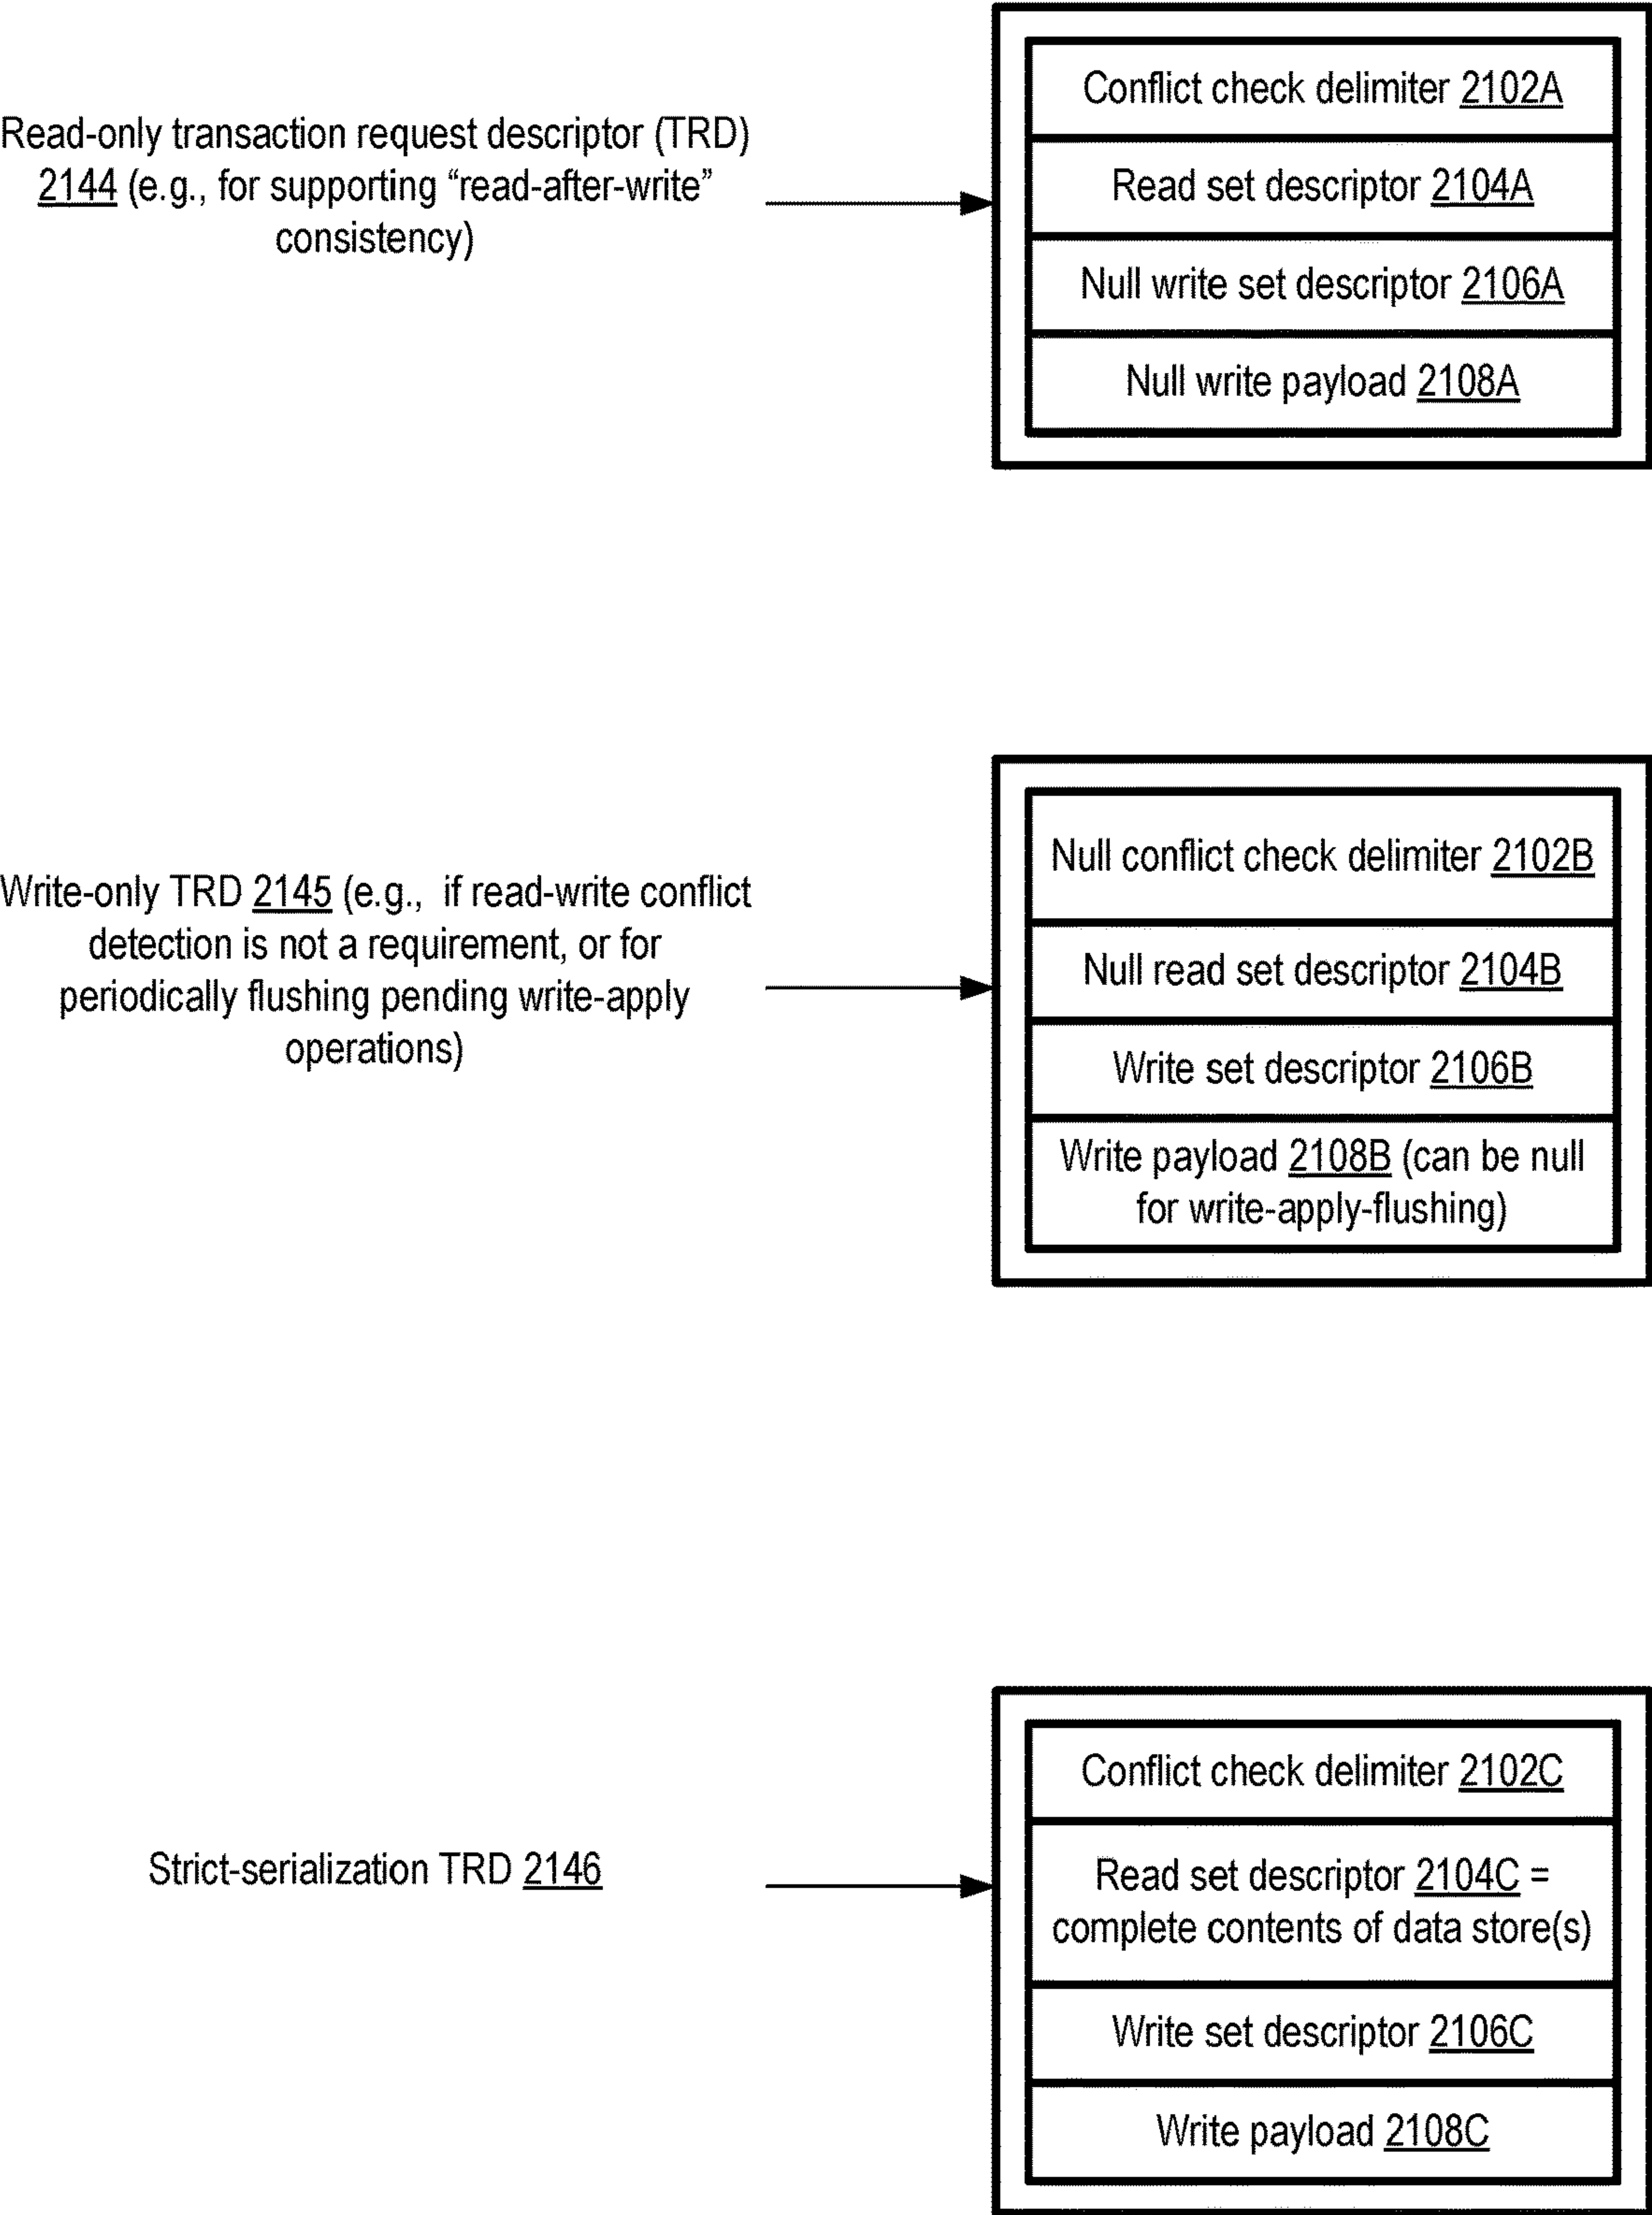 Read-only transaction request descriptor (TRD)
2144 (e.g., for supporting “read-after-write”
consistency)
Conflict check delimiter 2102A
Read set descriptor 2104A
Null write set descriptor 2106A
Null write payload 2108A
Write-only TRD 2145 (e.g., if read-write conflict
detection is not a requirement, or for
periodically flushing pending write-apply
operations)
Null conflict check delimiter 2102B
Null read set descriptor 2104B
Write set descriptor 2106B
Write payload 2108B (can be null
for write-apply-flushing)
Strict-serialization TRD 2146
Conflict check delimiter 2102C
Read set descriptor 2104C =
complete contents of data store(s)
Write set descriptor 2106C
Write payload 2108C